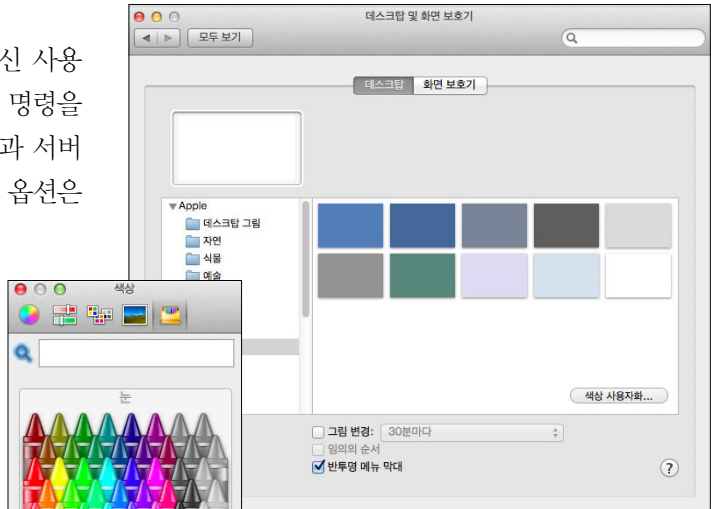 신 사용
명령을
과 서버
옵션은
데스크탑 및 화면 보호기
모두 보기
데스크탑 화면 보호기
Apple
데스크탑 그림
자연
식물
예술
색상 사용자화...
그림 변경: 30분마다
임의의 순서
반투명 메뉴 막대
?
색상
눈